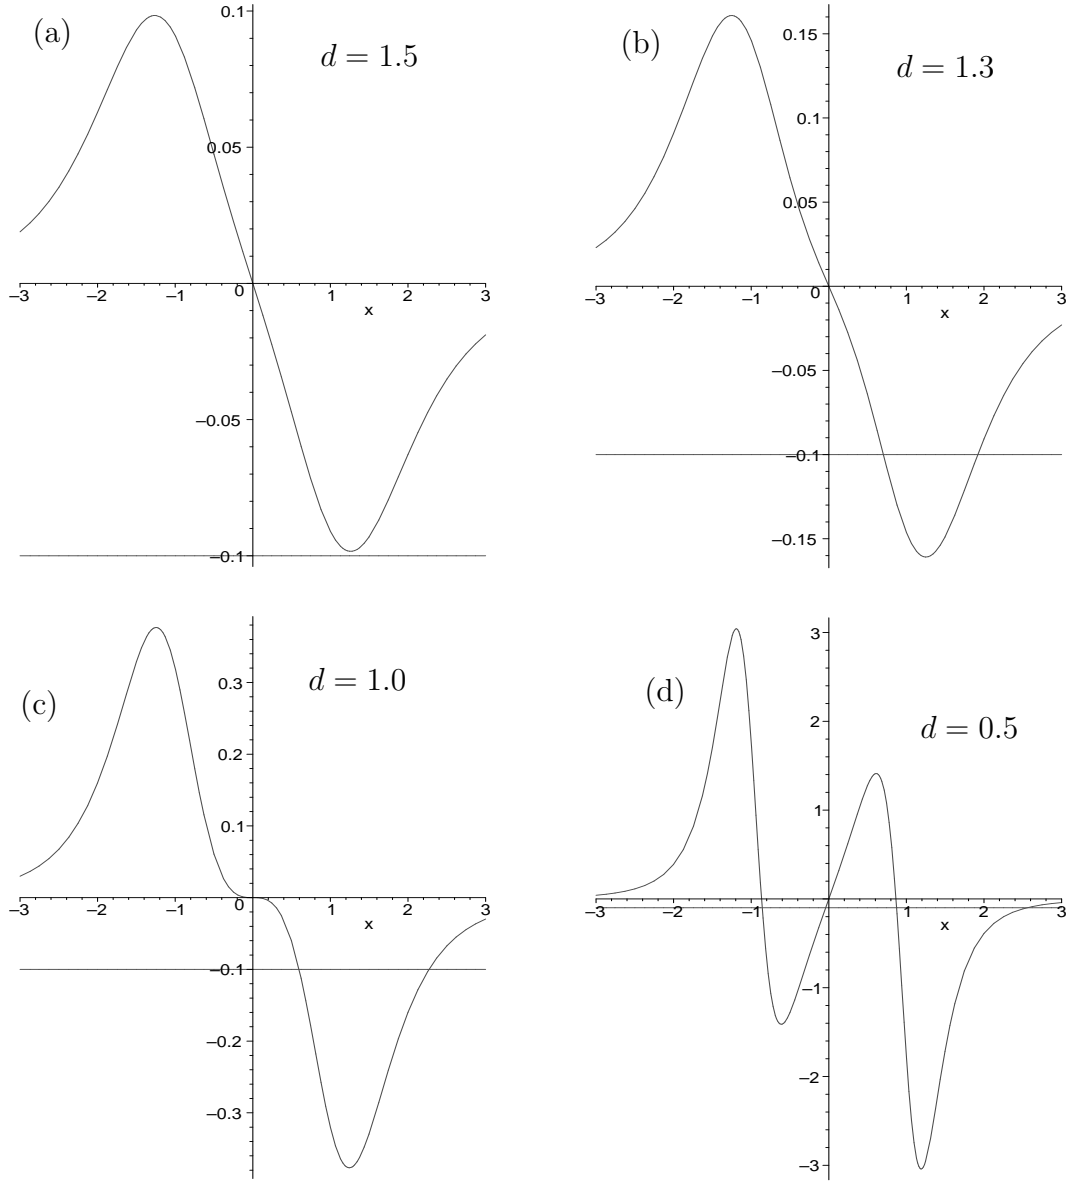 (a)
d = 1.5
0.1
0.05
0
–0.05
–0.1
–3 –2 –1 1 2 3
x
(b)
d = 1.3
0.15
0.1
0.05
0
–0.05
–0.1
–0.15
–3 –2 –1 1 2 3
x
(c)
d = 1.0
0.3
0.2
0.1
0
–0.1
–0.2
–0.3
–3 –2 –1 1 2 3
x
(d)
d = 0.5
3
2
1
0
–1
–2
–3
–3 –2 –1 1 2 3
x